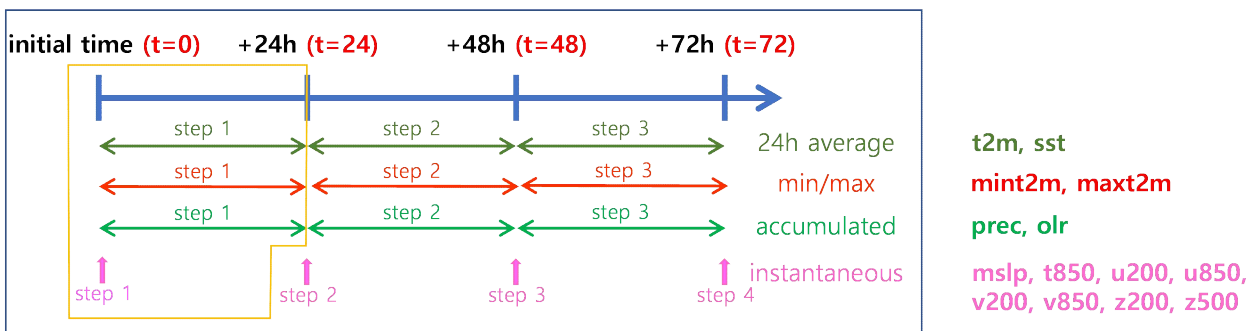 initial time (t=0) +24h (t=24) +48h (t=48) +72h (t=72)
step 1 step 2 step 3 24h average t2m, sst
step 1 step 2 step 3 min/max mint2m, maxt2m
step 1 step 2 step 3 accumulated prec, olr
step 1 step 2 step 3 step 4 instantaneous mslp, t850, u200, u850,
v200, v850, z200, z500